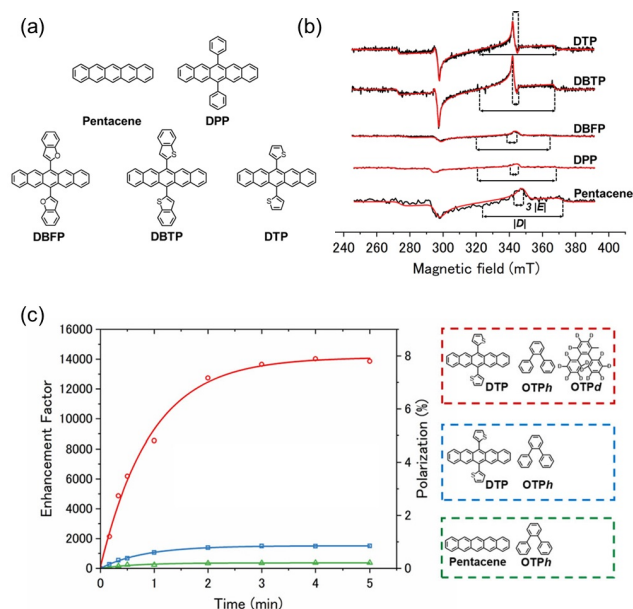 (a)
Pentacene
DPP
O
O
DBFP
S
S
DBTP
S
S
DTP
(b)
DTP
DBTP
DBFP
DPP
Pentacene
3 |E|
|D|
240 260 280 300 320 340 360 380 400
Magnetic field (mT)
(c)
Enhancement Factor
16000
14000
12000
10000
8000
6000
4000
2000
0
0 1 2 3 4 5
Time (min)
8
6
4
2
0
Polarization (%)
DTP OTPh OTPd
DTP OTPh
Pentacene OTPh